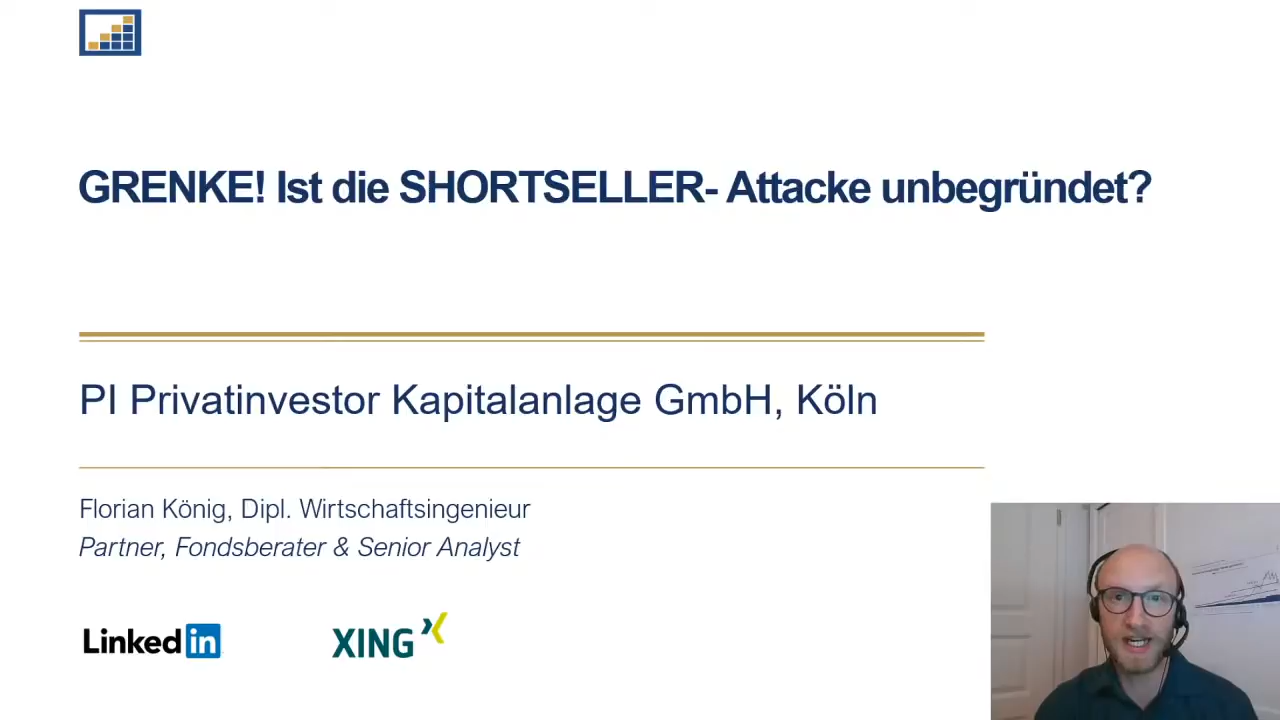 GRENKE! Ist die SHORTSELLER- Attacke unbegründet?
PI Privatinvestor Kapitalanlage GmbH, Köln
Florian König, Dipl. Wirtschaftsingenieur
Partner, Fondsberater & Senior Analyst
LinkedIn
XING